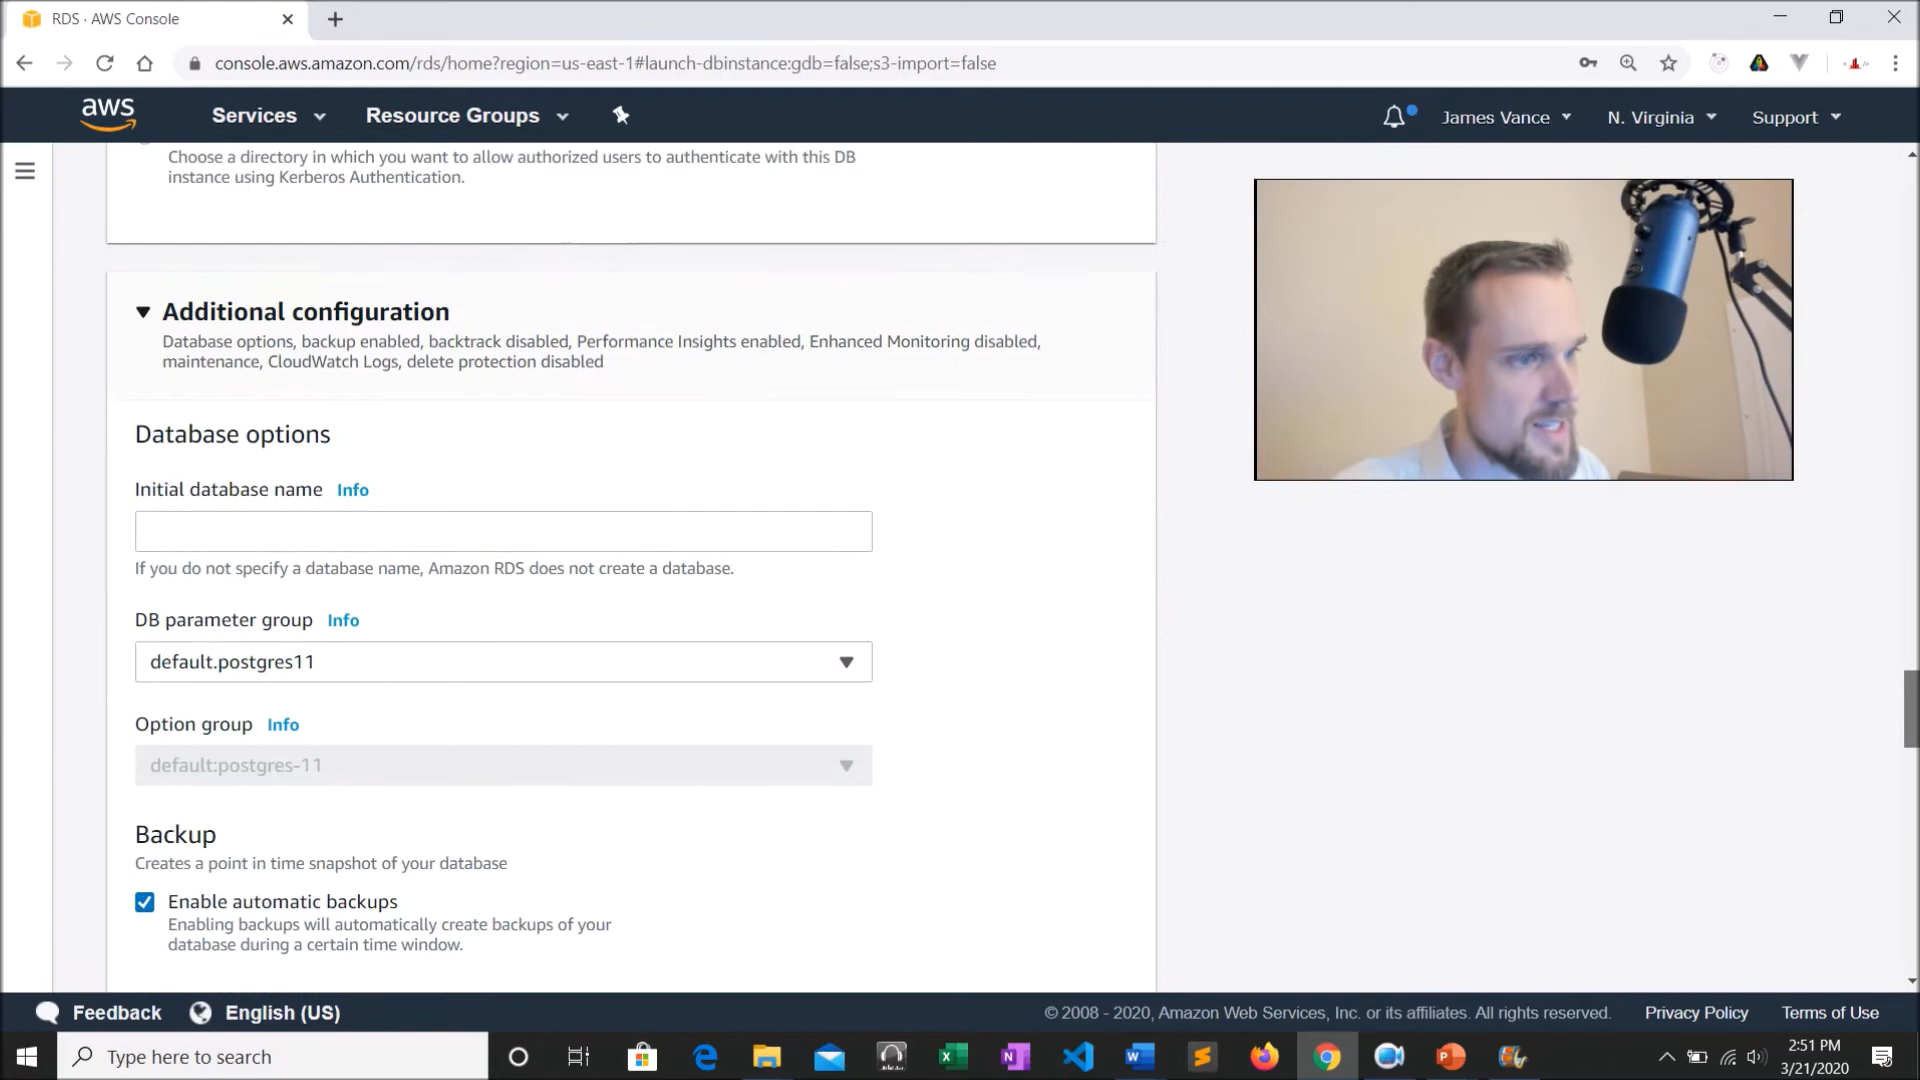 RDS · AWS Console
console.aws.amazon.com/rds/home?region=us-east-1#launch-dbinstance:gdb=false;s3-import=false
aws
Services
Resource Groups
James Vance
N. Virginia
Support
Choose a directory in which you want to allow authorized users to authenticate with this DB
instance using Kerberos Authentication.
Additional configuration
Database options, backup enabled, backtrack disabled, Performance Insights enabled, Enhanced Monitoring disabled,
maintenance, CloudWatch Logs, delete protection disabled
Database options
Initial database name Info
If you do not specify a database name, Amazon RDS does not create a database.
DB parameter group Info
default.postgres11
Option group Info
default:postgres-11
Backup
Creates a point in time snapshot of your database
Enable automatic backups
Enabling backups will automatically create backups of your
database during a certain time window.
Feedback
English (US)
© 2008 - 2020, Amazon Web Services, Inc. or its affiliates. All rights reserved.
Privacy Policy
Terms of Use
Type here to search
2:51 PM
3/21/2020